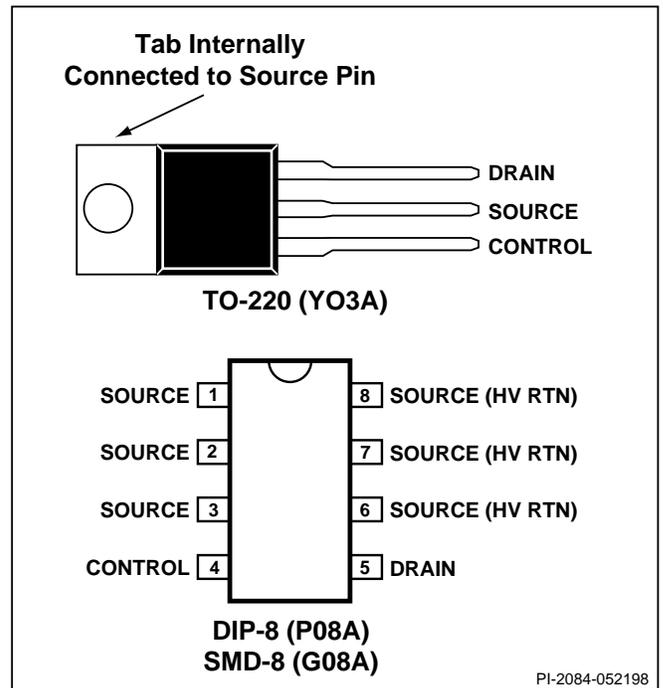 Tab Internally
Connected to Source Pin
DRAIN
SOURCE
CONTROL
TO-220 (YO3A)
SOURCE 1 8 SOURCE (HV RTN)
SOURCE 2 7 SOURCE (HV RTN)
SOURCE 3 6 SOURCE (HV RTN)
CONTROL 4 5 DRAIN
DIP-8 (P08A)
SMD-8 (G08A)
PI-2084-052198